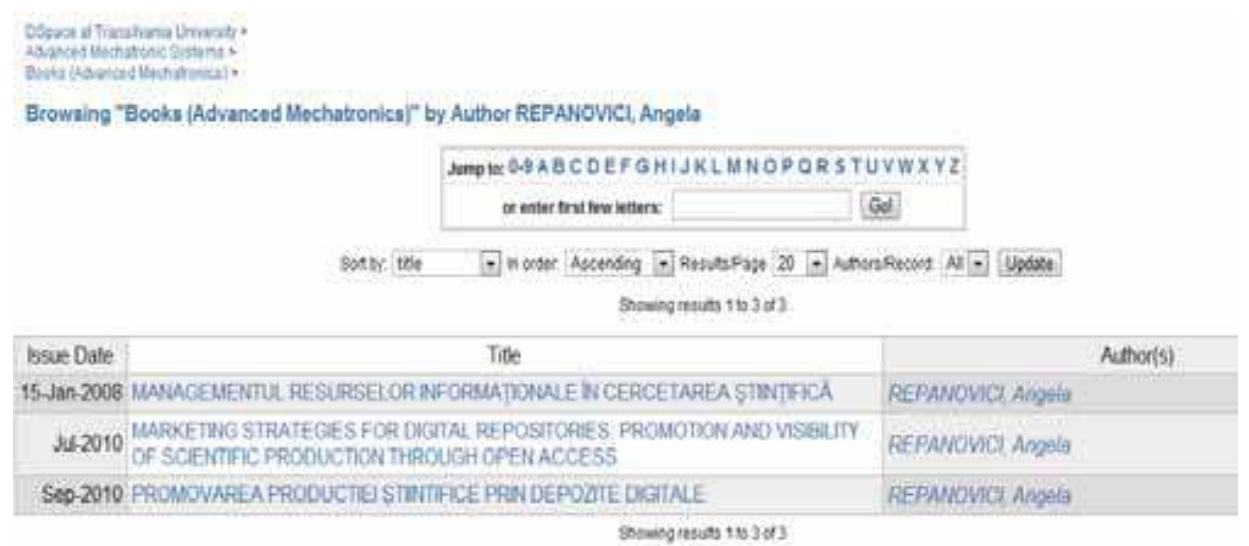 DSpace at Transilvania University >
Advanced Mechatronic Systems >
Books (Advanced Mechatronics) >
Browsing "Books (Advanced Mechatronics)" by Author REPANOVICI, Angela
Jump to: 0-9 A B C D E F G H I J K L M N O P Q R S T U V W X Y Z
or enter first few letters: Go!
Sort by: title In order: Ascending Results/Page 20 Authors/Record: All Update
Showing results 1 to 3 of 3
Issue Date Title Author(s)
15-Jan-2008 MANAGEMENTUL RESURSELOR INFORMAŢIONALE ÎN CERCETAREA ŞTIINŢIFICĂ REPANOVICI, Angela
Jul-2010 MARKETING STRATEGIES FOR DIGITAL REPOSITORIES. PROMOTION AND VISIBILITY
OF SCIENTIFIC PRODUCTION THROUGH OPEN ACCESS REPANOVICI, Angela
Sep-2010 PROMOVAREA PRODUCTIEI ŞTIINTIFICE PRIN DEPOZITE DIGITALE REPANOVICI, Angela
Showing results 1 to 3 of 3